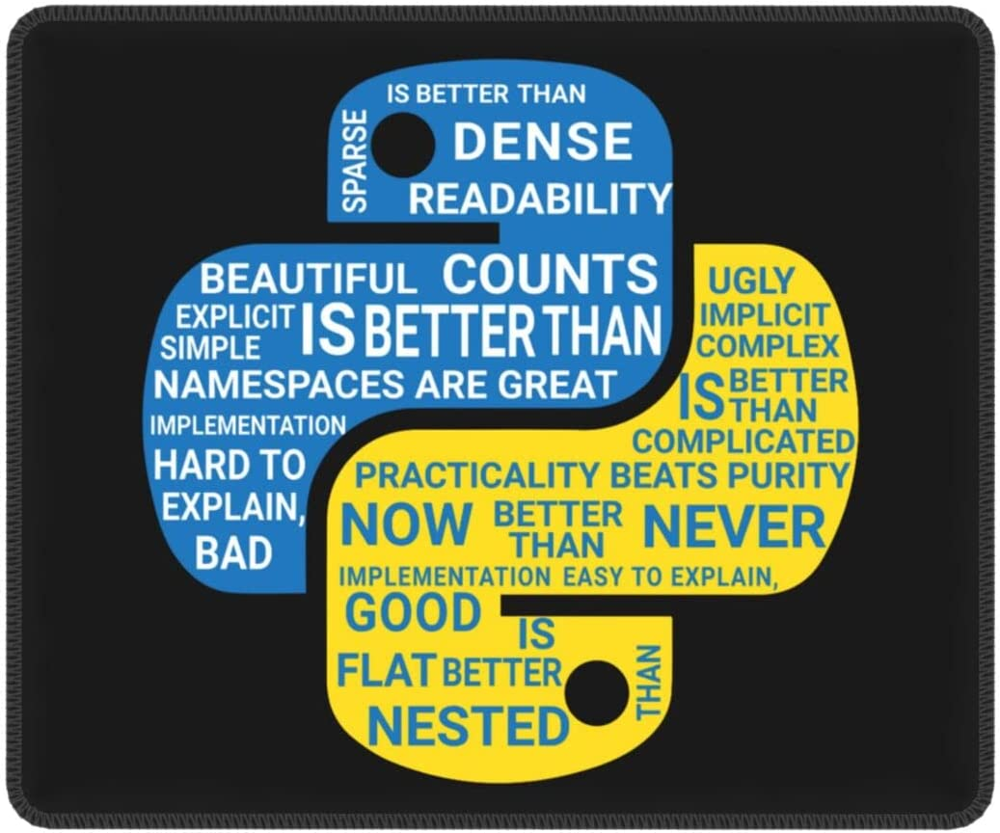 IS BETTER THAN
SPARSE
DENSE
READABILITY
BEAUTIFUL COUNTS
EXPLICIT
SIMPLE
IS BETTER THAN
NAMESPACES ARE GREAT
IMPLEMENTATION
HARD TO
EXPLAIN,
BAD
UGLY
IMPLICIT
COMPLEX
IS BETTER
THAN
COMPLICATED
PRACTICALITY BEATS PURITY
NOW BETTER
THAN NEVER
IMPLEMENTATION EASY TO EXPLAIN,
GOOD
IS
FLAT BETTER
THAN
NESTED